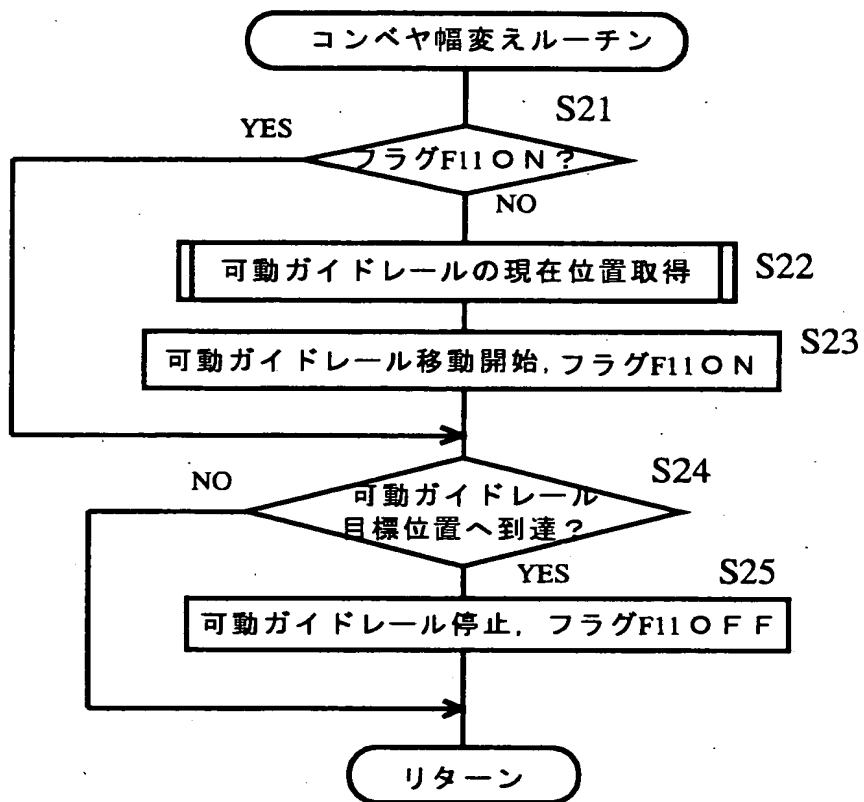 コンベヤ幅変えルーチン
S21
YES
フラグF11ON?
NO
可動ガイドレールの現在位置取得
S22
可動ガイドレール移動開始,フラグF11ON
S23
NO
S24
可動ガイドレール
目標位置へ到達?
YES
S25
可動ガイドレール停止,フラグF11OFF
リターン